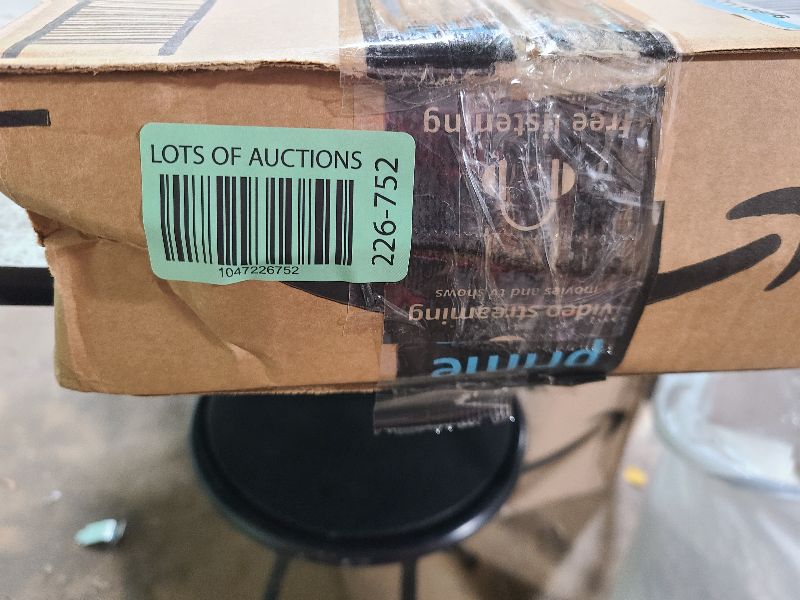 LOTS OF AUCTIONS
1047226752
226-752
free listening
movies and tv shows
video streaming
prime